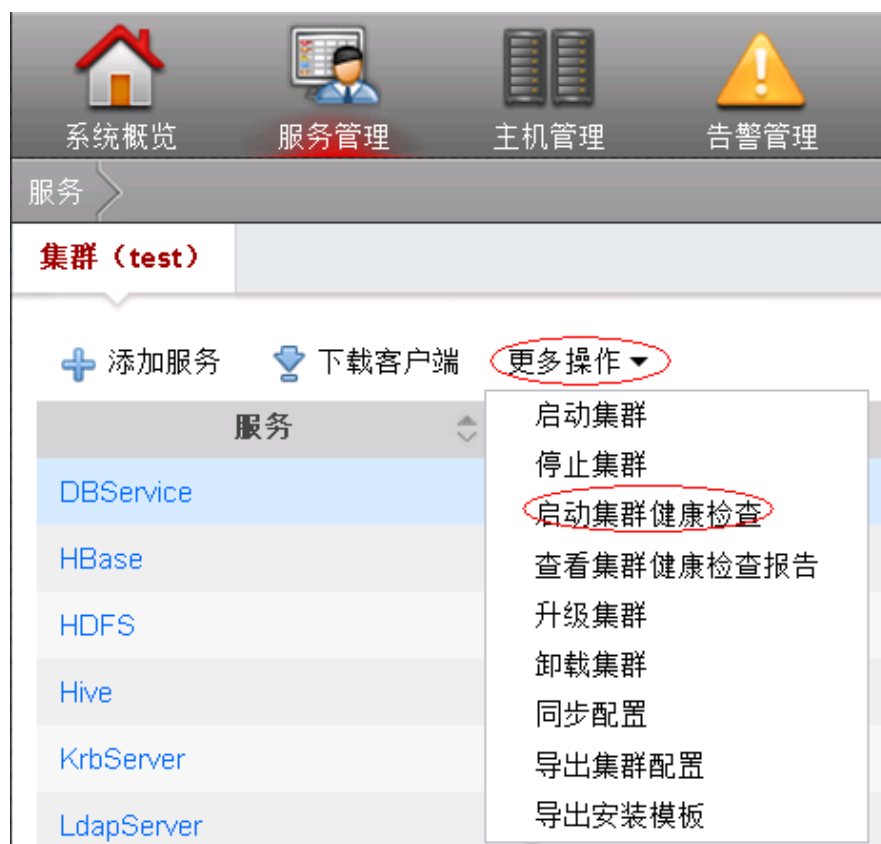 系统概览 服务管理 主机管理 告警管理
服务
集群（test）
添加服务 下载客户端 更多操作
服务
启动集群
停止集群
DBService
启动集群健康检查
HBase
查看集群健康检查报告
HDFS
升级集群
卸载集群
Hive
同步配置
KrbServer
导出集群配置
LdapServer
导出安装模板